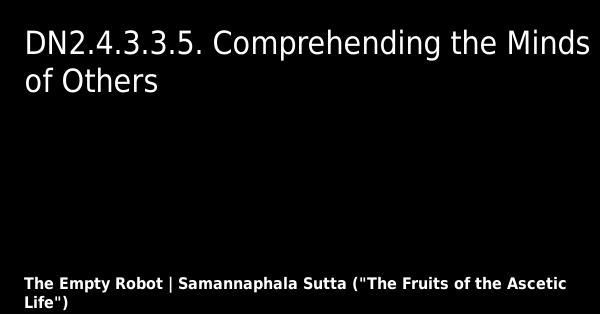 DN2.4.3.3.5. Comprehending the Minds
of Others
The Empty Robot | Samannaphala Sutta ("The Fruits of the Ascetic
Life")